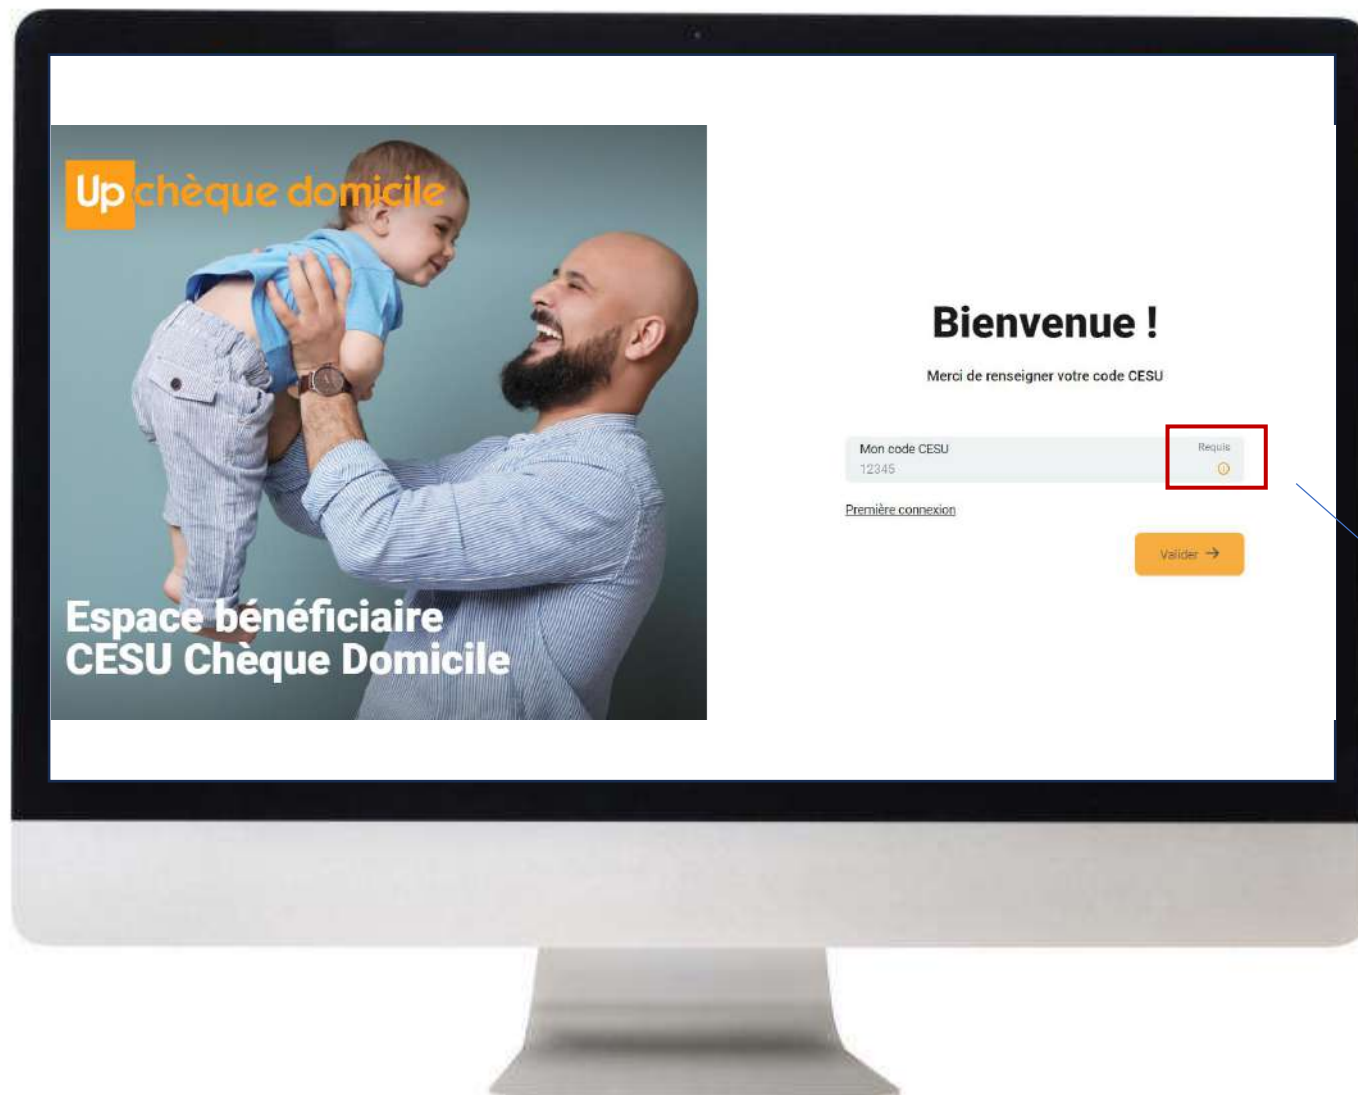 Up chèque domicile
Espace bénéficiaire
CESU Chèque Domicile
Bienvenue !
Merci de renseigner votre code CESU
Mon code CESU
Requis
12345
Première connexion
Valider →